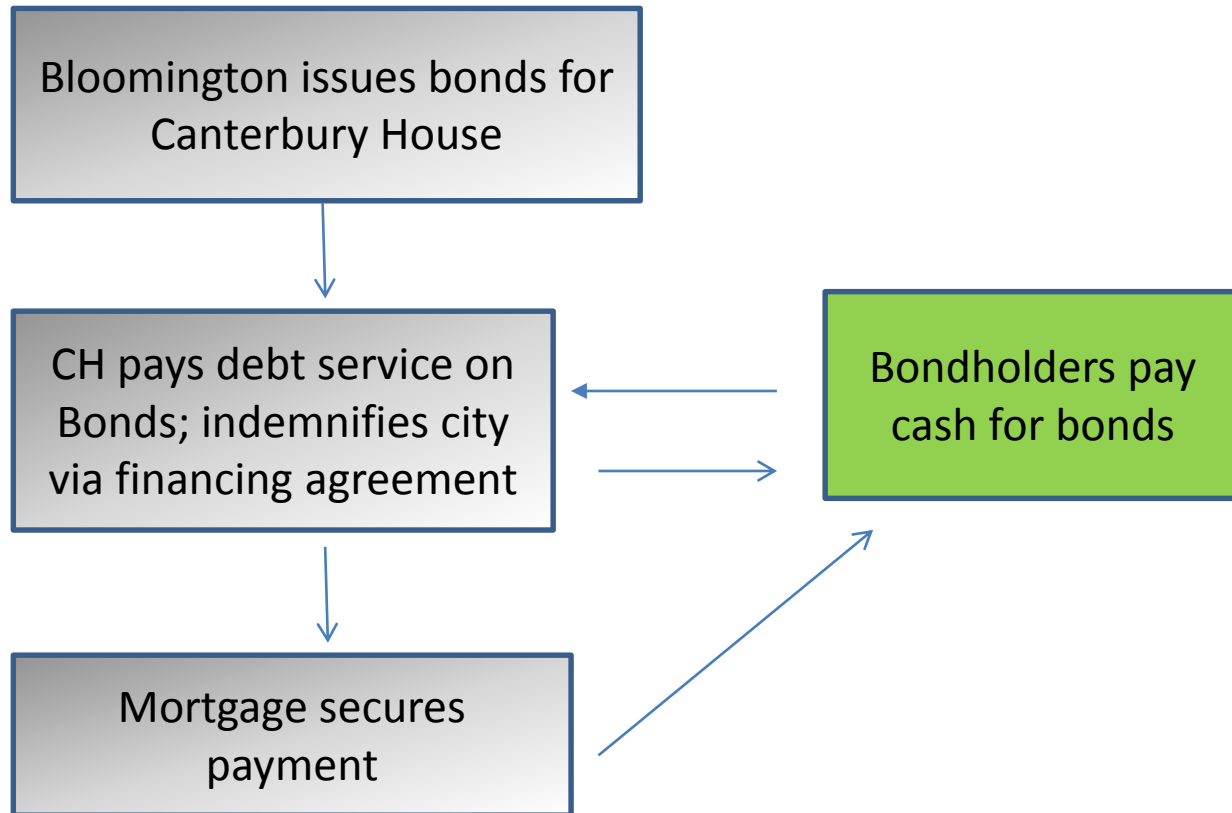 Bloomington issues bonds for
Canterbury House
CH pays debt service on
Bonds; indemnifies city
via financing agreement
Bondholders pay
cash for bonds
Mortgage secures
payment